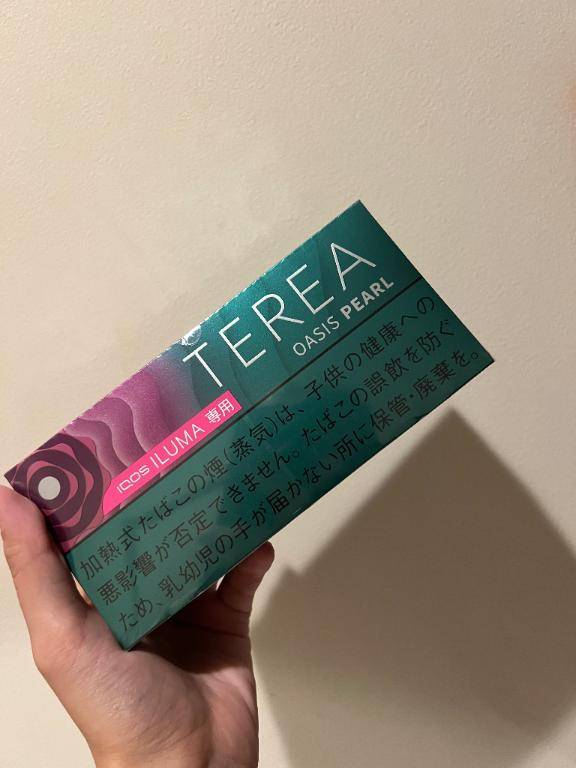 TEREA
OASIS PEARL
IQOS ILUMA 専用
加熱式たばこの煙(蒸気)は、子供の健康への
悪影響が否定できません。たばこの誤飲を防ぐ
ため、乳幼児の手が届かない所に保管・廃棄を。